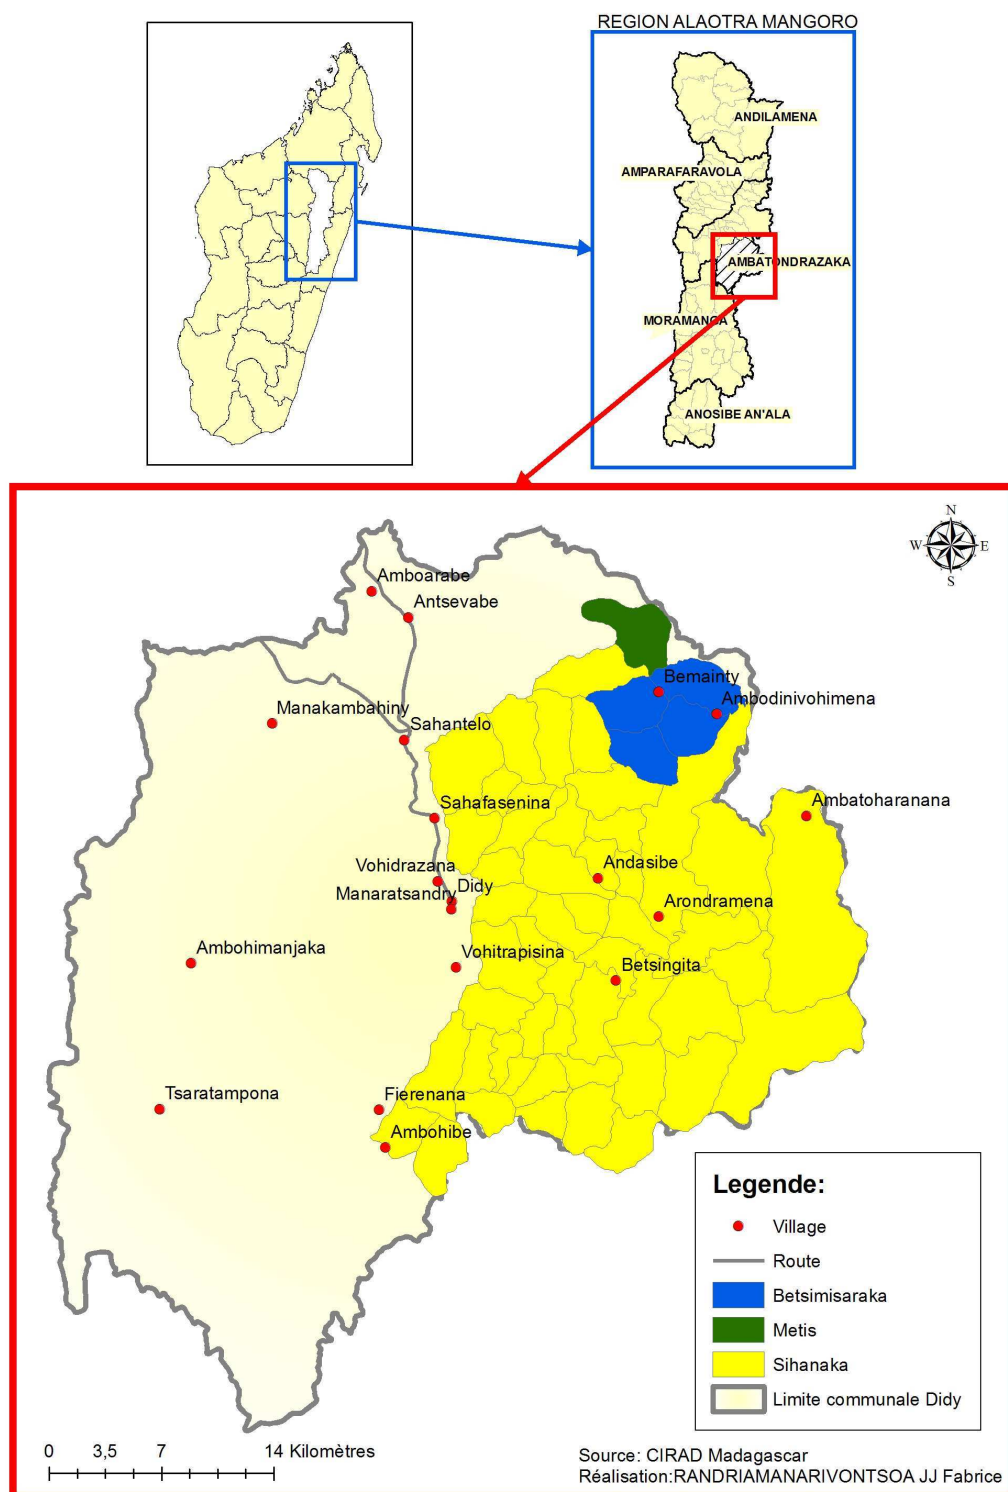 REGION ALAOTRA MANGORO
ANDILAMENA
AMPARAFARAVOLA
AMBATONDRAZAKA
MORAMANGA
ANOSIBE AN'ALA
N
W E
S
Amboarabe
Antsevabe
Bemainty
Ambodinivohimena
Manakambahiny
Sahantelo
Sahafasenina
Ambatoharanana
Vohidrazana
Andasibe
Didy
Manaratsandry
Arondramena
Ambohimanjaka
Vohitrapisina
Betsingita
Tsaratampona
Fierenana
Ambohibe
Legende:
Village
Route
Betsimisaraka
Metis
Sihanaka
Limite communale Didy
0 3,5 7 14 Kilomètres
Source: CIRAD Madagascar
Réalisation:RANDRIAMANARIVONTSOA JJ Fabrice